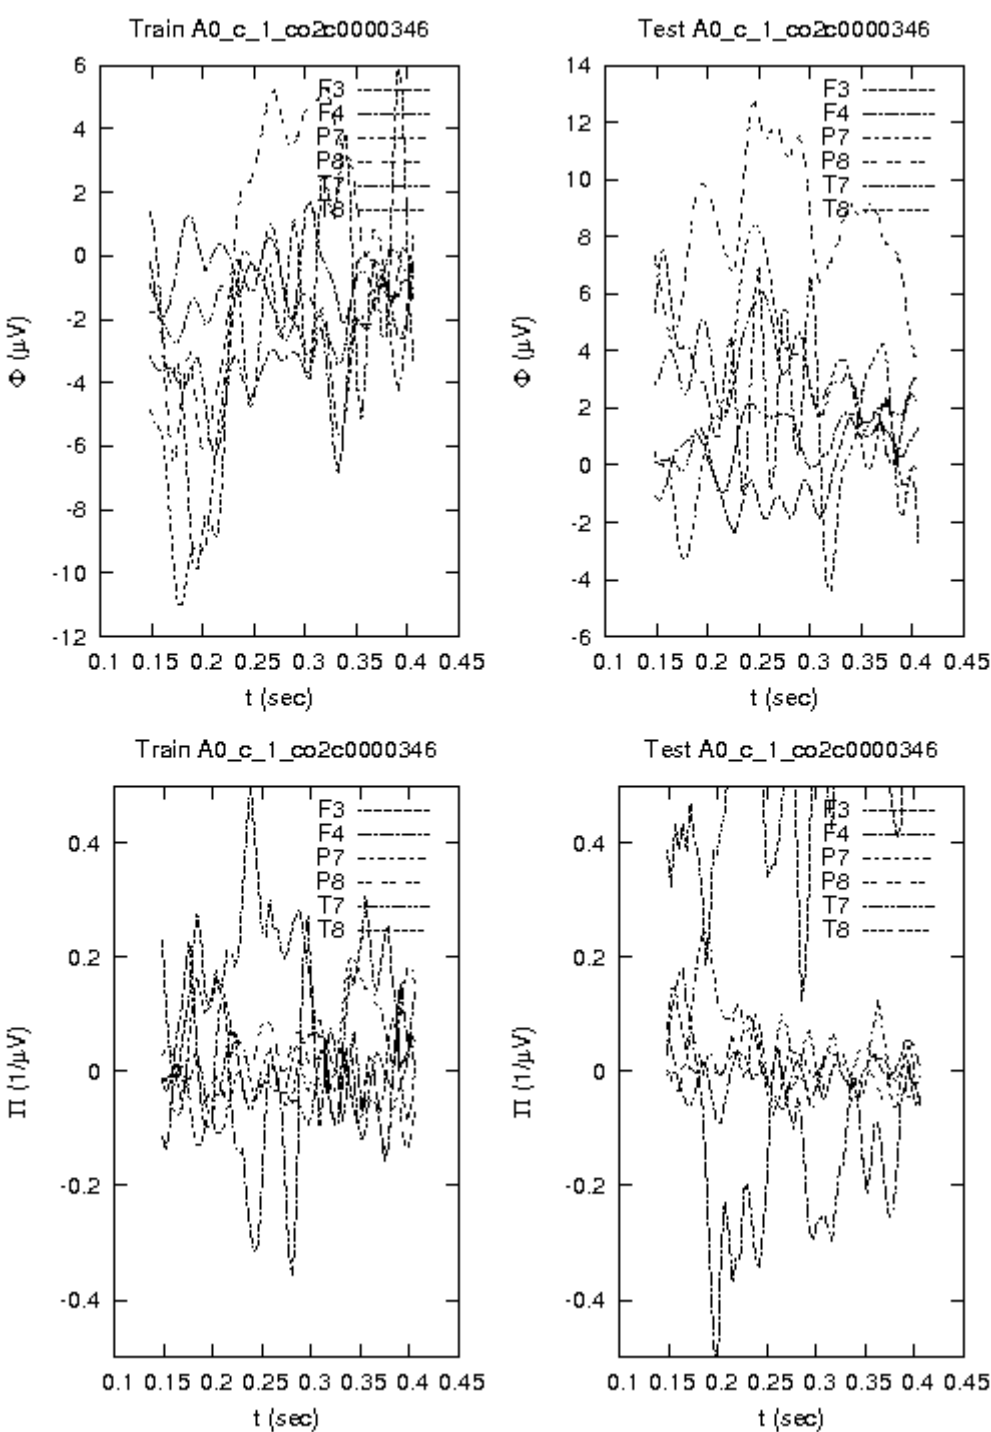 Train A0_c_1_co2c0000346
Test A0_c_1_co2c0000346
6
4
2
0
-2
-4
-6
-8
-10
-12
Φ (μV)
F3
F4
P7
P8
T7
T8
0.1 0.15 0.2 0.25 0.3 0.35 0.4 0.45
t (sec)
14
12
10
8
6
4
2
0
-2
-4
-6
Φ (μV)
F3
F4
P7
P8
T7
T8
0.1 0.15 0.2 0.25 0.3 0.35 0.4 0.45
t (sec)
Train A0_c_1_co2c0000346
Test A0_c_1_co2c0000346
0.4
0.2
0
-0.2
-0.4
Π (1/μV)
F3
F4
P7
P8
T7
T8
0.1 0.15 0.2 0.25 0.3 0.35 0.4 0.45
t (sec)
0.4
0.2
0
-0.2
-0.4
Π (1/μV)
F3
F4
P7
P8
T7
T8
0.1 0.15 0.2 0.25 0.3 0.35 0.4 0.45
t (sec)